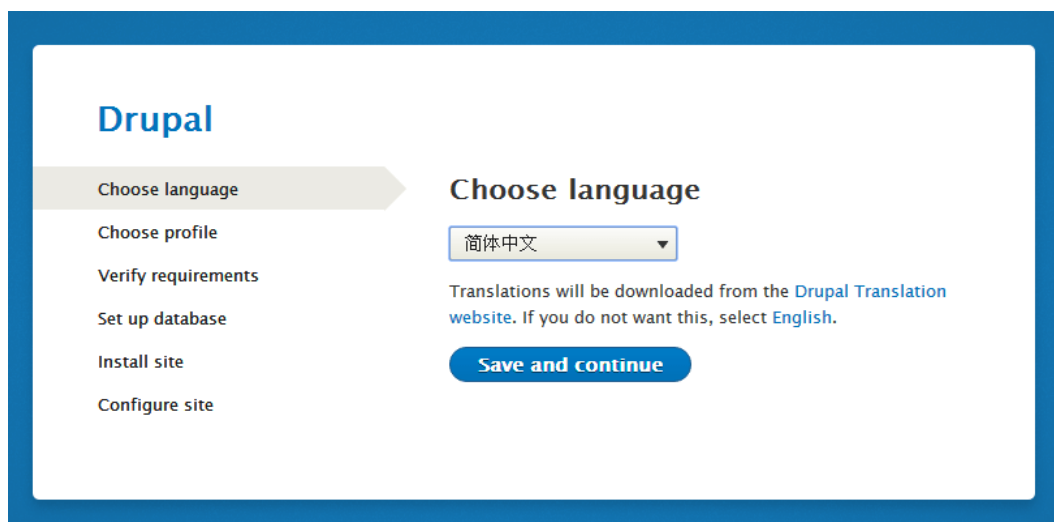 Drupal
Choose language
Choose profile
Verify requirements
Set up database
Install site
Configure site
Choose language
简体中文
Translations will be downloaded from the Drupal Translation
website. If you do not want this, select English.
Save and continue